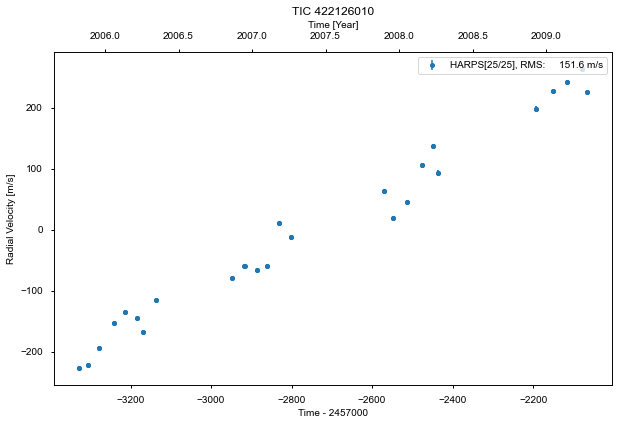 TIC 422126010
Time [Year]
2006.0 2006.5 2007.0 2007.5 2008.0 2008.5 2009.0
HARPS[25/25], RMS: 151.6 m/s
Radial Velocity [m/s]
200
100
0
−100
−200
−3200 −3000 −2800 −2600 −2400 −2200
Time - 2457000